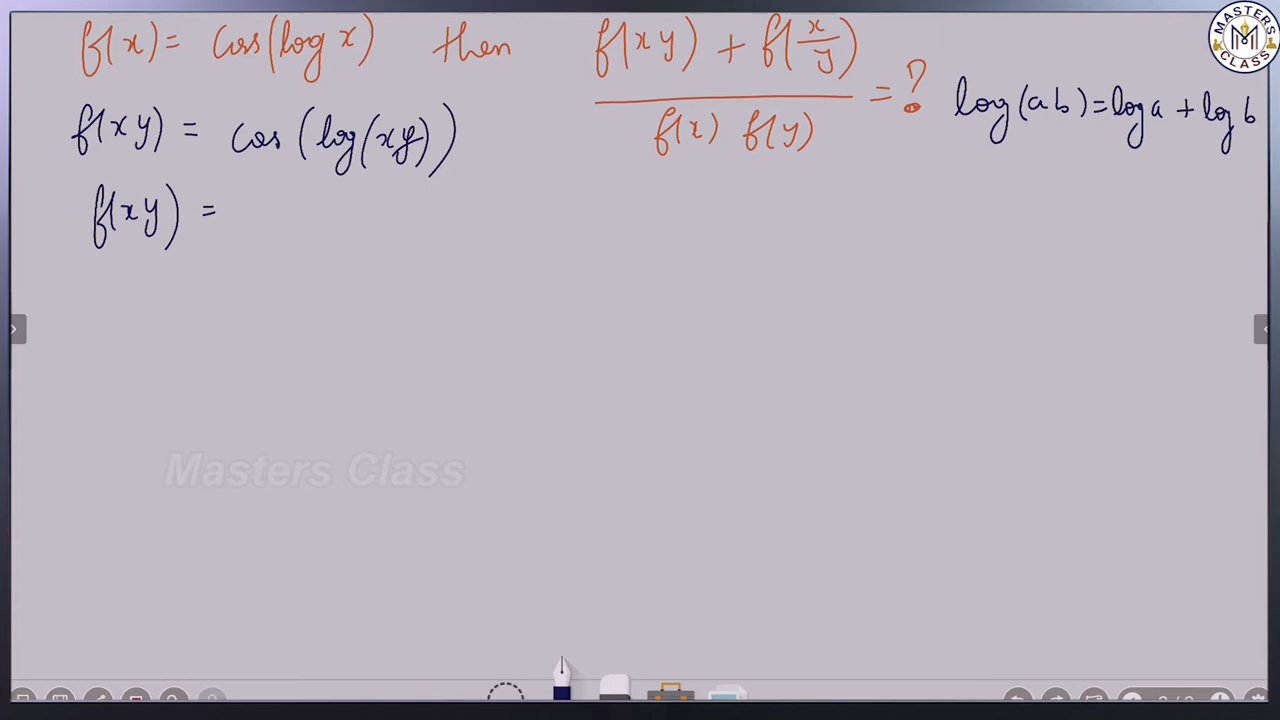 f(x) = cos(log x) then f(xy) + f(x/y) / f(x) f(y) = ?
log(ab) = log a + log b
f(xy) = cos(log(xy))
f(xy) =
Masters Class
MASTERS
M
CLASS